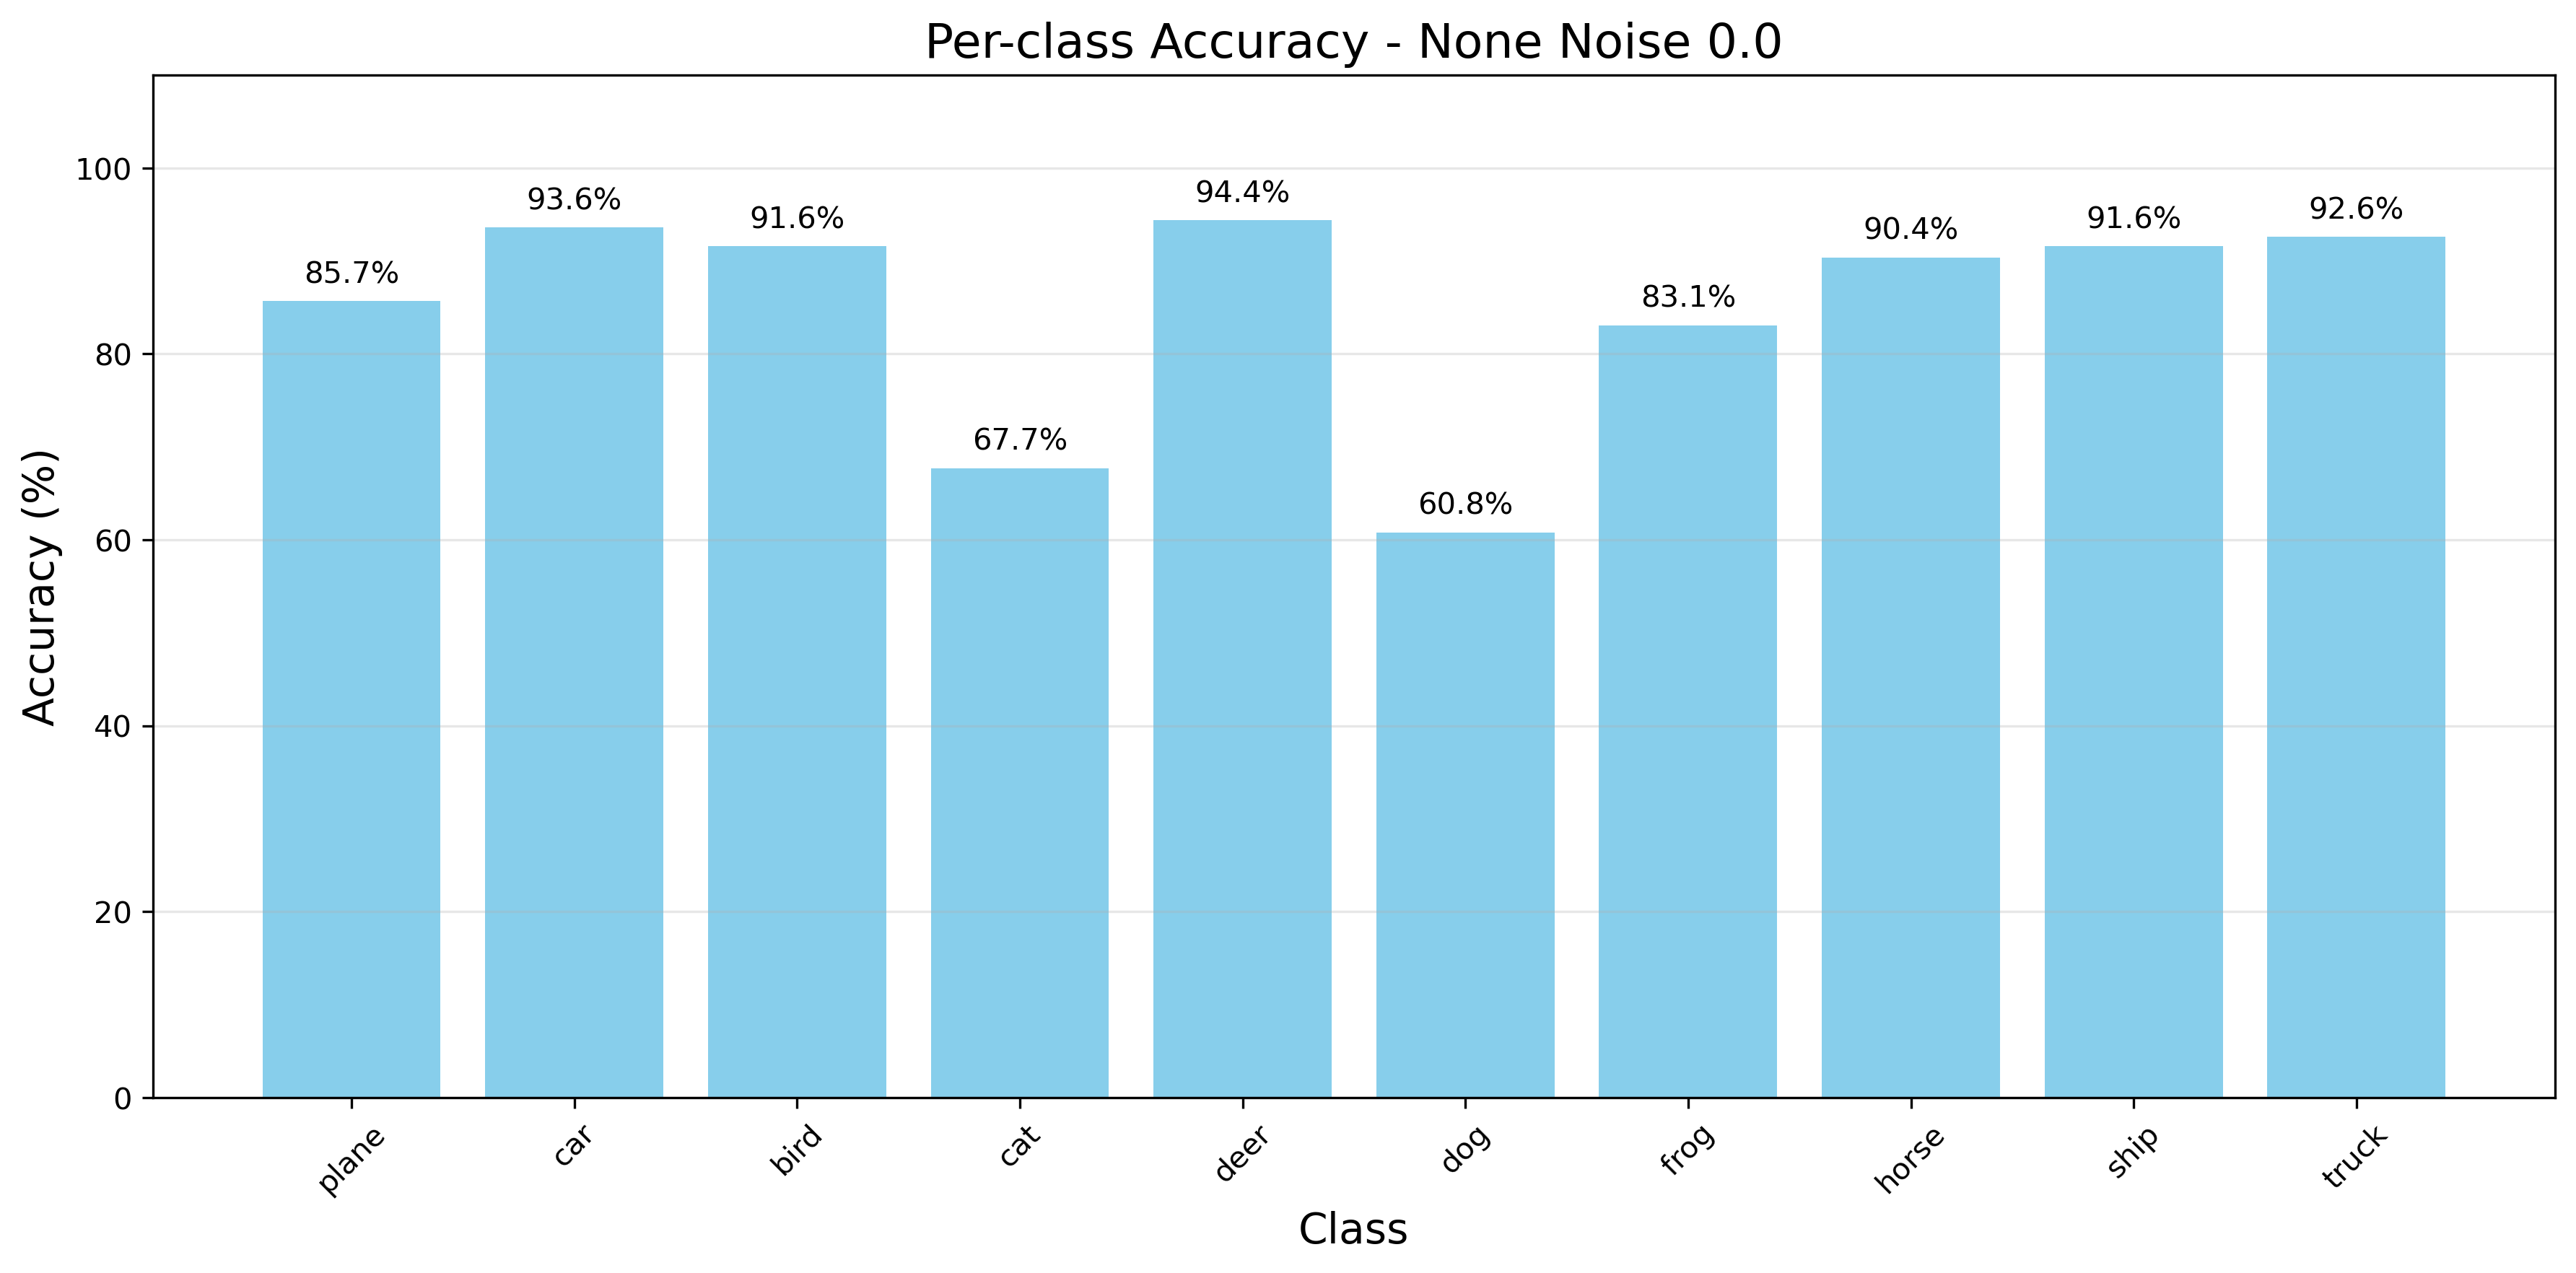 Per-class Accuracy - None Noise 0.0
Accuracy (%)
100
80
60
40
20
0
85.7%
93.6%
91.6%
67.7%
94.4%
60.8%
83.1%
90.4%
91.6%
92.6%
plane
car
bird
cat
deer
dog
frog
horse
ship
truck
Class